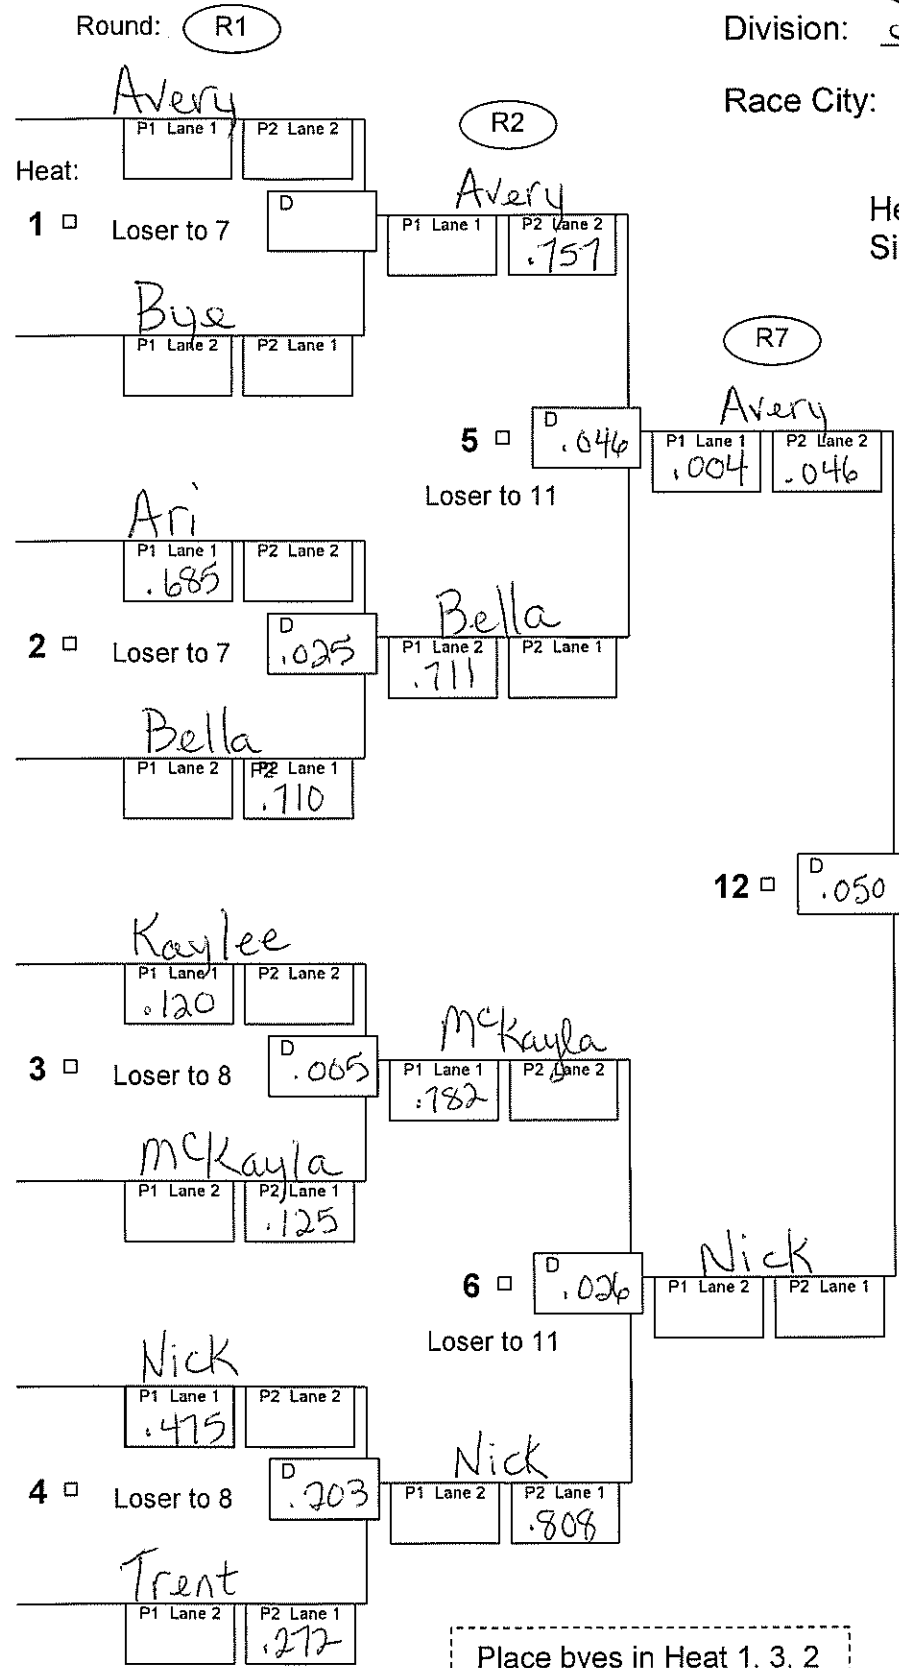 Round: R1
Division:
Avery
Race City:
P1 Lane 1 P2 Lane 2
R2
Heat:
Avery
D
1 Loser to 7
P1 Lane 1 P2 Lane 2
.757
Bye
P1 Lane 2 P2 Lane 1
R7
Avery
5 D .046
P1 Lane 1 P2 Lane 2
.004 .046
Loser to 11
Ari
P1 Lane 1 P2 Lane 2
.685
Bella
D
2 Loser to 7 .025
P1 Lane 2 P2 Lane 1
.711
Bella
P1 Lane 2 P2 Lane 1
.710
12 D .050
Kaylee
P1 Lane 1 P2 Lane 2
.120
McKayla
D
3 Loser to 8 .005
P1 Lane 1 P2 Lane 2
.782
McKayla
P1 Lane 2 P2 Lane 1
.125
Nick
6 D .026
P1 Lane 2 P2 Lane 1
Loser to 11
Nick
P1 Lane 1 P2 Lane 2
.475
Nick
D
4 Loser to 8 .203
P1 Lane 2 P2 Lane 1
.808
Trent
P1 Lane 2 P2 Lane 1
.272
Place byes in Heat 1, 3, 2